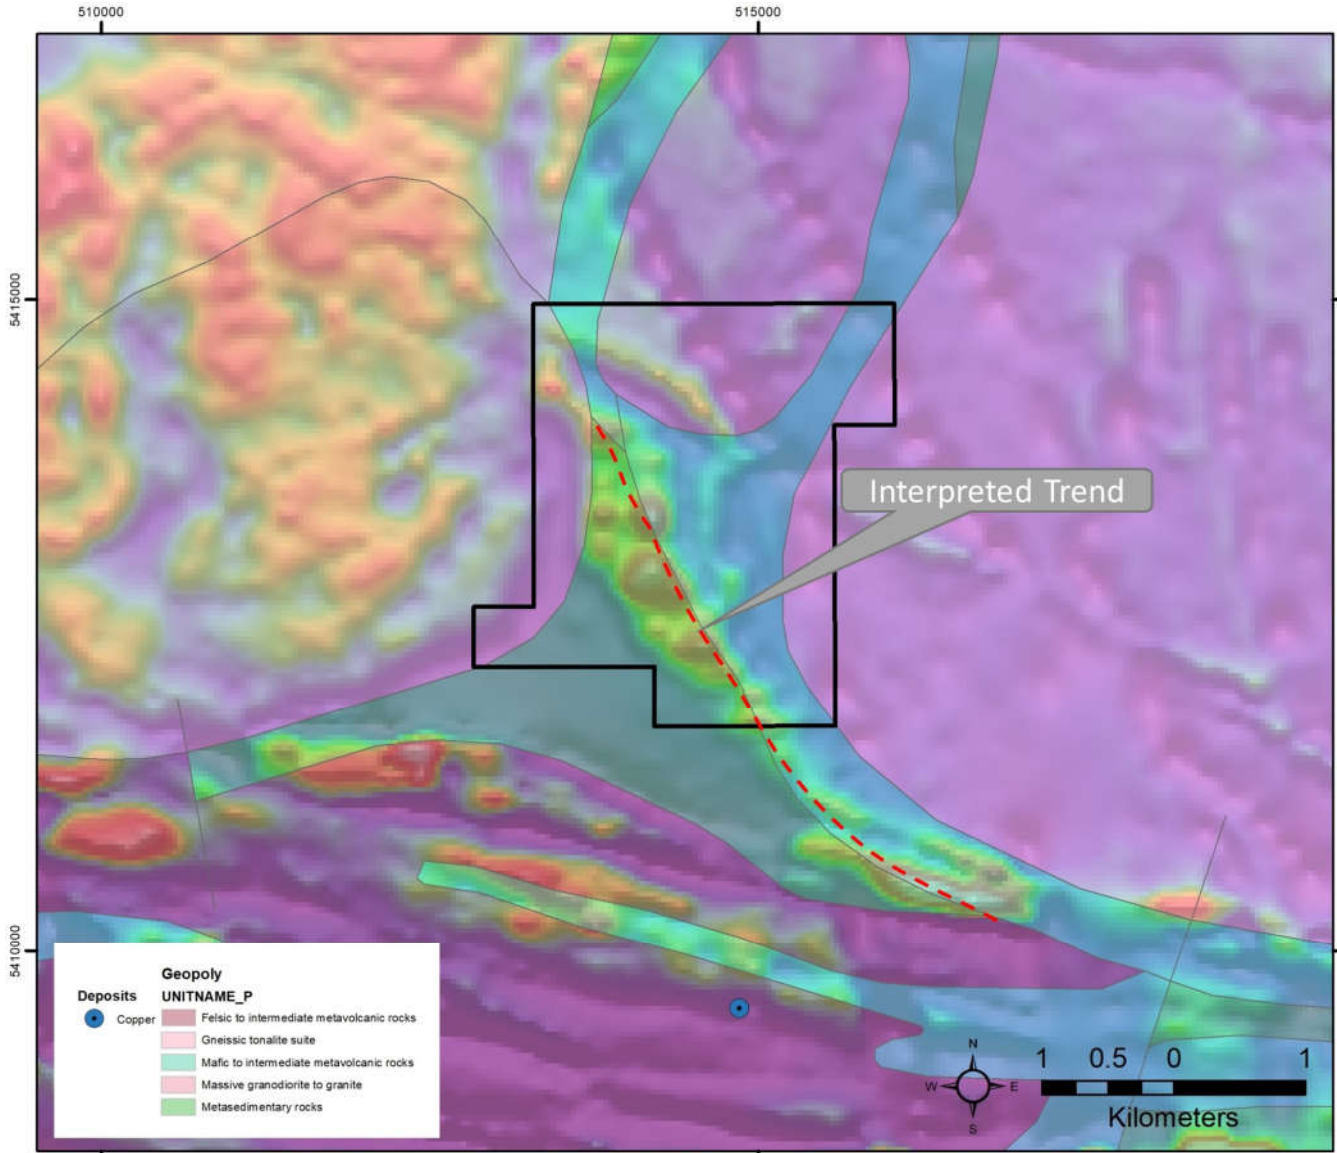 510000
515000
5415000
Interpreted Trend
5410000
Geopoly
Deposits
UNITNAME_P
Copper
Felsic to intermediate metavolcanic rocks
Gneissic tonalite suite
Mafic to intermediate metavolcanic rocks
Massive granodiorite to granite
Metasedimentary rocks
N
W
E
S
1 0.5 0 1
Kilometers